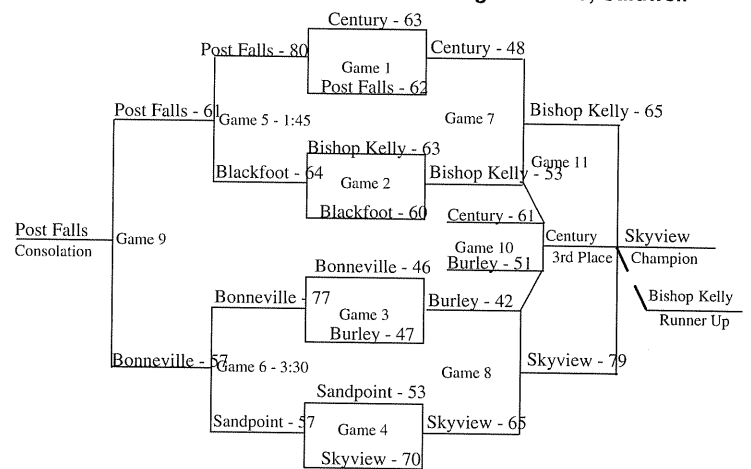 Century - 63
Post Falls - 80
Century - 48
Game 1
Post Falls - 62
Post Falls - 61
Game 5 - 1:45
Game 7
Bishop Kelly - 65
Bishop Kelly - 63
Game 11
Blackfoot - 64
Game 2
Bishop Kelly - 53
Blackfoot - 60
Century - 61
Post Falls
Game 9
Consolation
Game 10
Century
Skyview
Burley - 51
3rd Place
Champion
Bonneville - 46
Bonneville - 77
Game 3
Burley - 42
Bishop Kelly
Burley - 47
Runner Up
Bonneville - 57
Game 6 - 3:30
Game 8
Skyview - 79
Sandpoint - 53
Sandpoint - 57
Game 4
Skyview - 65
Skyview - 70